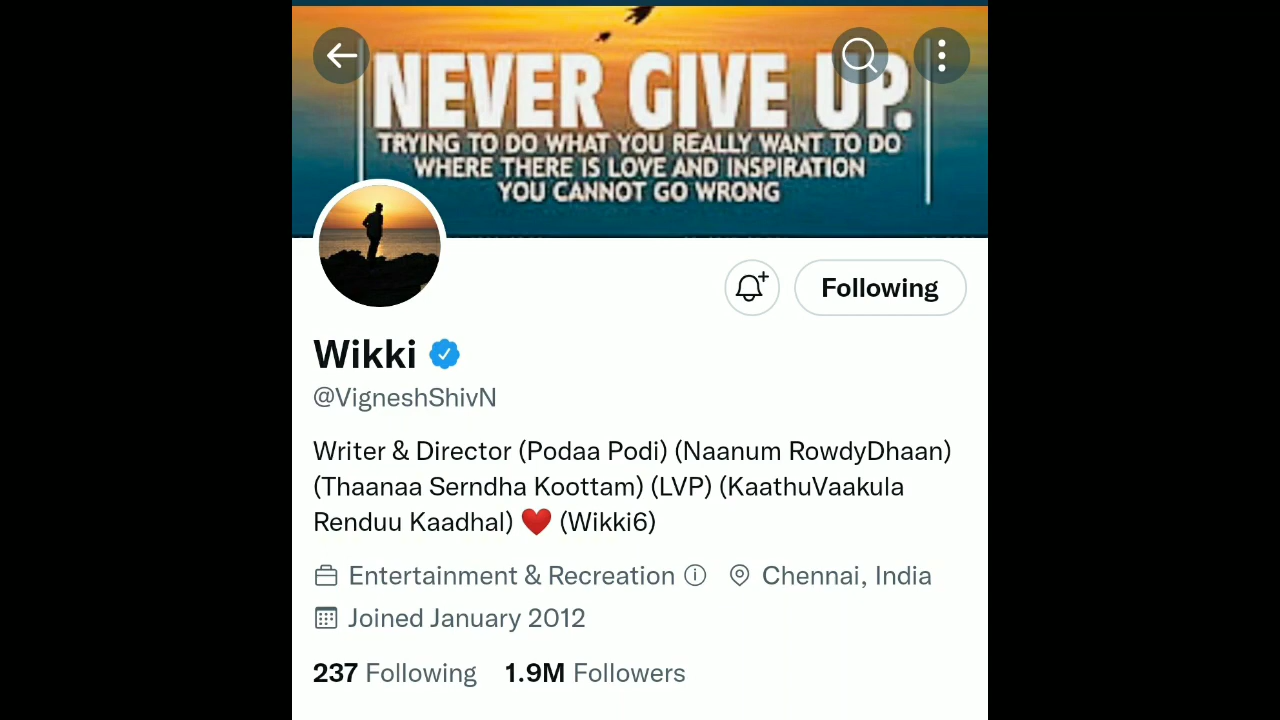 NEVER GIVE UP.
TRYING TO DO WHAT YOU REALLY WANT TO DO
WHERE THERE IS LOVE AND INSPIRATION
YOU CANNOT GO WRONG
Following
Wikki
@VigneshShivN
Writer & Director (Podaa Podi) (Naanum RowdyDhaan)
(Thaanaa Serndha Koottam) (LVP) (KaathuVaakula
Renduu Kaadhal) ❤️ (Wikki6)
Entertainment & Recreation Chennai, India
Joined January 2012
237 Following 1.9M Followers